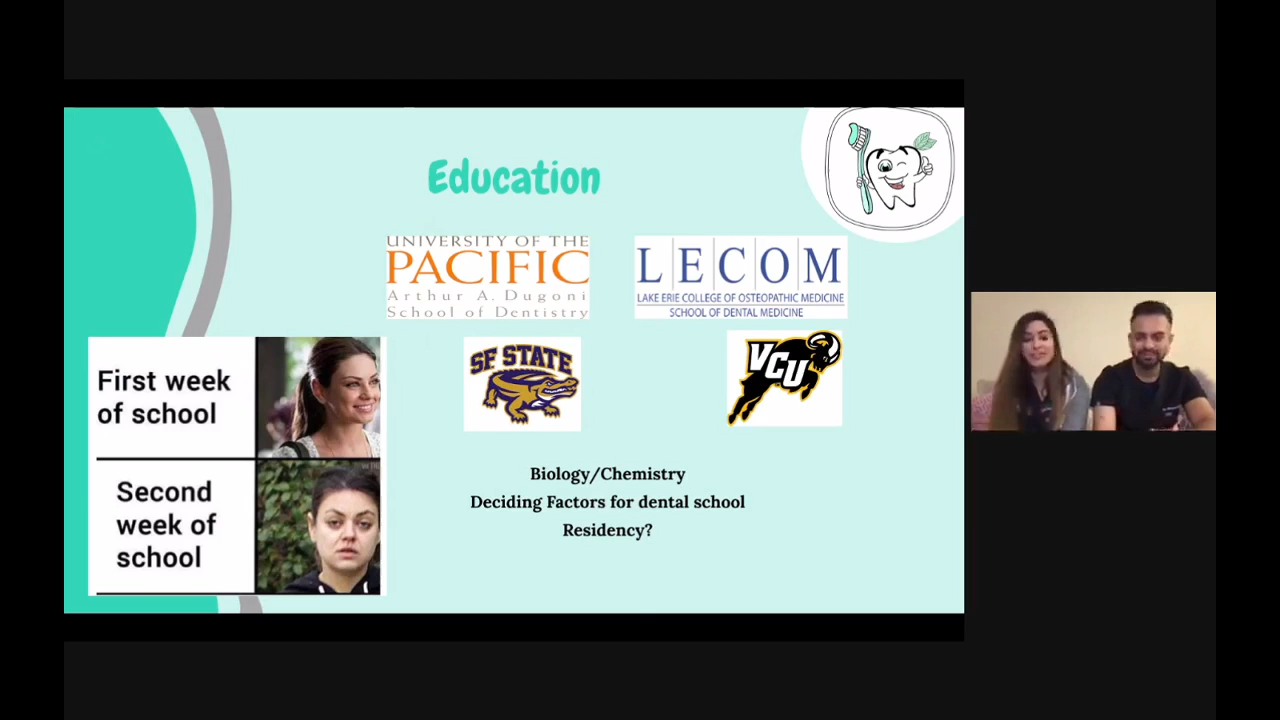 Education
UNIVERSITY OF THE
PACIFIC
Arthur A. Dugoni
School of Dentistry
LECOM
LAKE ERIE COLLEGE OF OSTEOPATHIC MEDICINE
SCHOOL OF DENTAL MEDICINE
SF STATE
VCU
First week
of school
Second
week of
school
Biology/Chemistry
Deciding Factors for dental school
Residency?